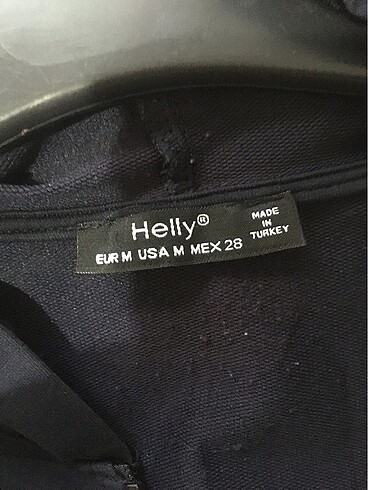 Helly®
EUR M USA M MEX 28
MADE
IN
TURKEY